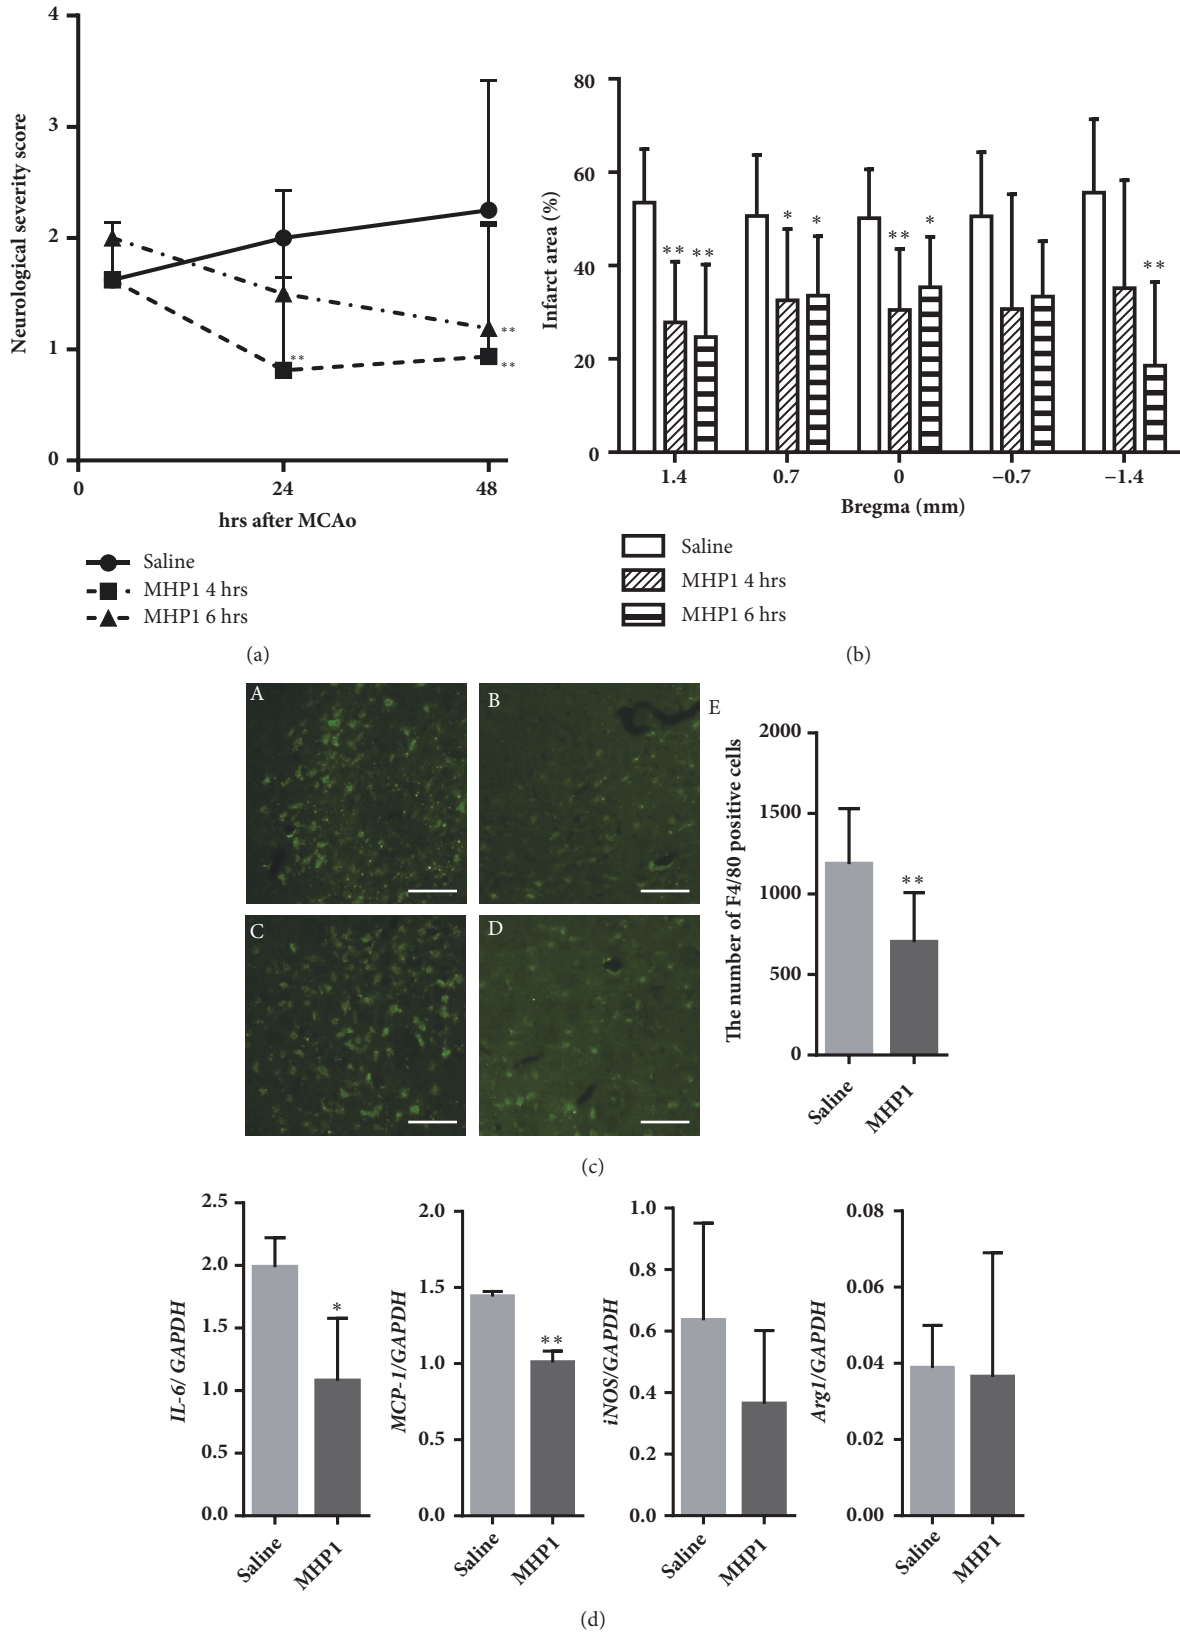 4
3
2
1
0
Neurological severity score
0 24 48
hrs after MCAo
**
**
**
Saline
MHP1 4 hrs
MHP1 6 hrs
(a)
80
60
40
20
0
Infarct area (%)
** ** * * ** * **
1.4 0.7 0 −0.7 −1.4
Bregma (mm)
Saline
MHP1 4 hrs
MHP1 6 hrs
(b)
A B
C D
E
2000
1500
1000
500
0
The number of F4/80 positive cells
**
Saline MHP1
(c)
2.5
2.0
1.5
1.0
0.5
0.0
IL-6/ GAPDH
*
Saline MHP1
2.0
1.5
1.0
0.5
0.0
MCP-1/GAPDH
**
Saline MHP1
1.0
0.8
0.6
0.4
0.2
0.0
iNOS/GAPDH
Saline MHP1
0.08
0.06
0.04
0.02
0.00
Arg1/GAPDH
Saline MHP1
(d)